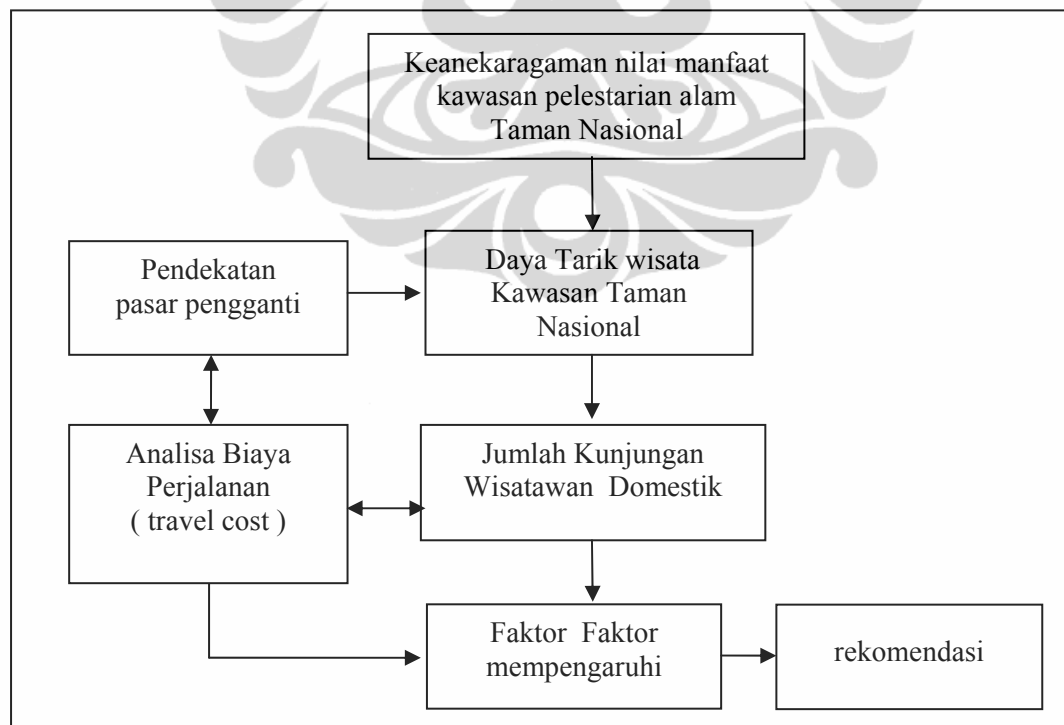 Keanekaragaman nilai manfaat
kawasan pelestarian alam
Taman Nasional
Pendekatan
pasar pengganti
Daya Tarik wisata
Kawasan Taman
Nasional
Analisa Biaya
Perjalanan
( travel cost )
Jumlah Kunjungan
Wisatawan Domestik
Faktor Faktor
mempengaruhi
rekomendasi